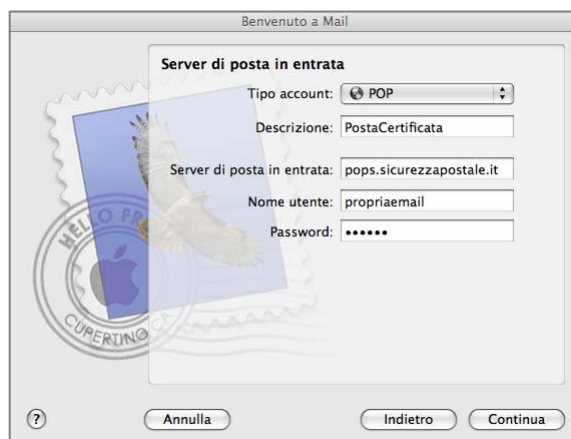 Benvenuto a Mail
Server di posta in entrata
Tipo account: POP
Descrizione: PostaCertificata
Server di posta in entrata: pops.sicurezzapostale.it
Nome utente: propriaemail
Password: ••••••
HELLO FR
CUPERTINO CA
?
Annulla
Indietro
Continua